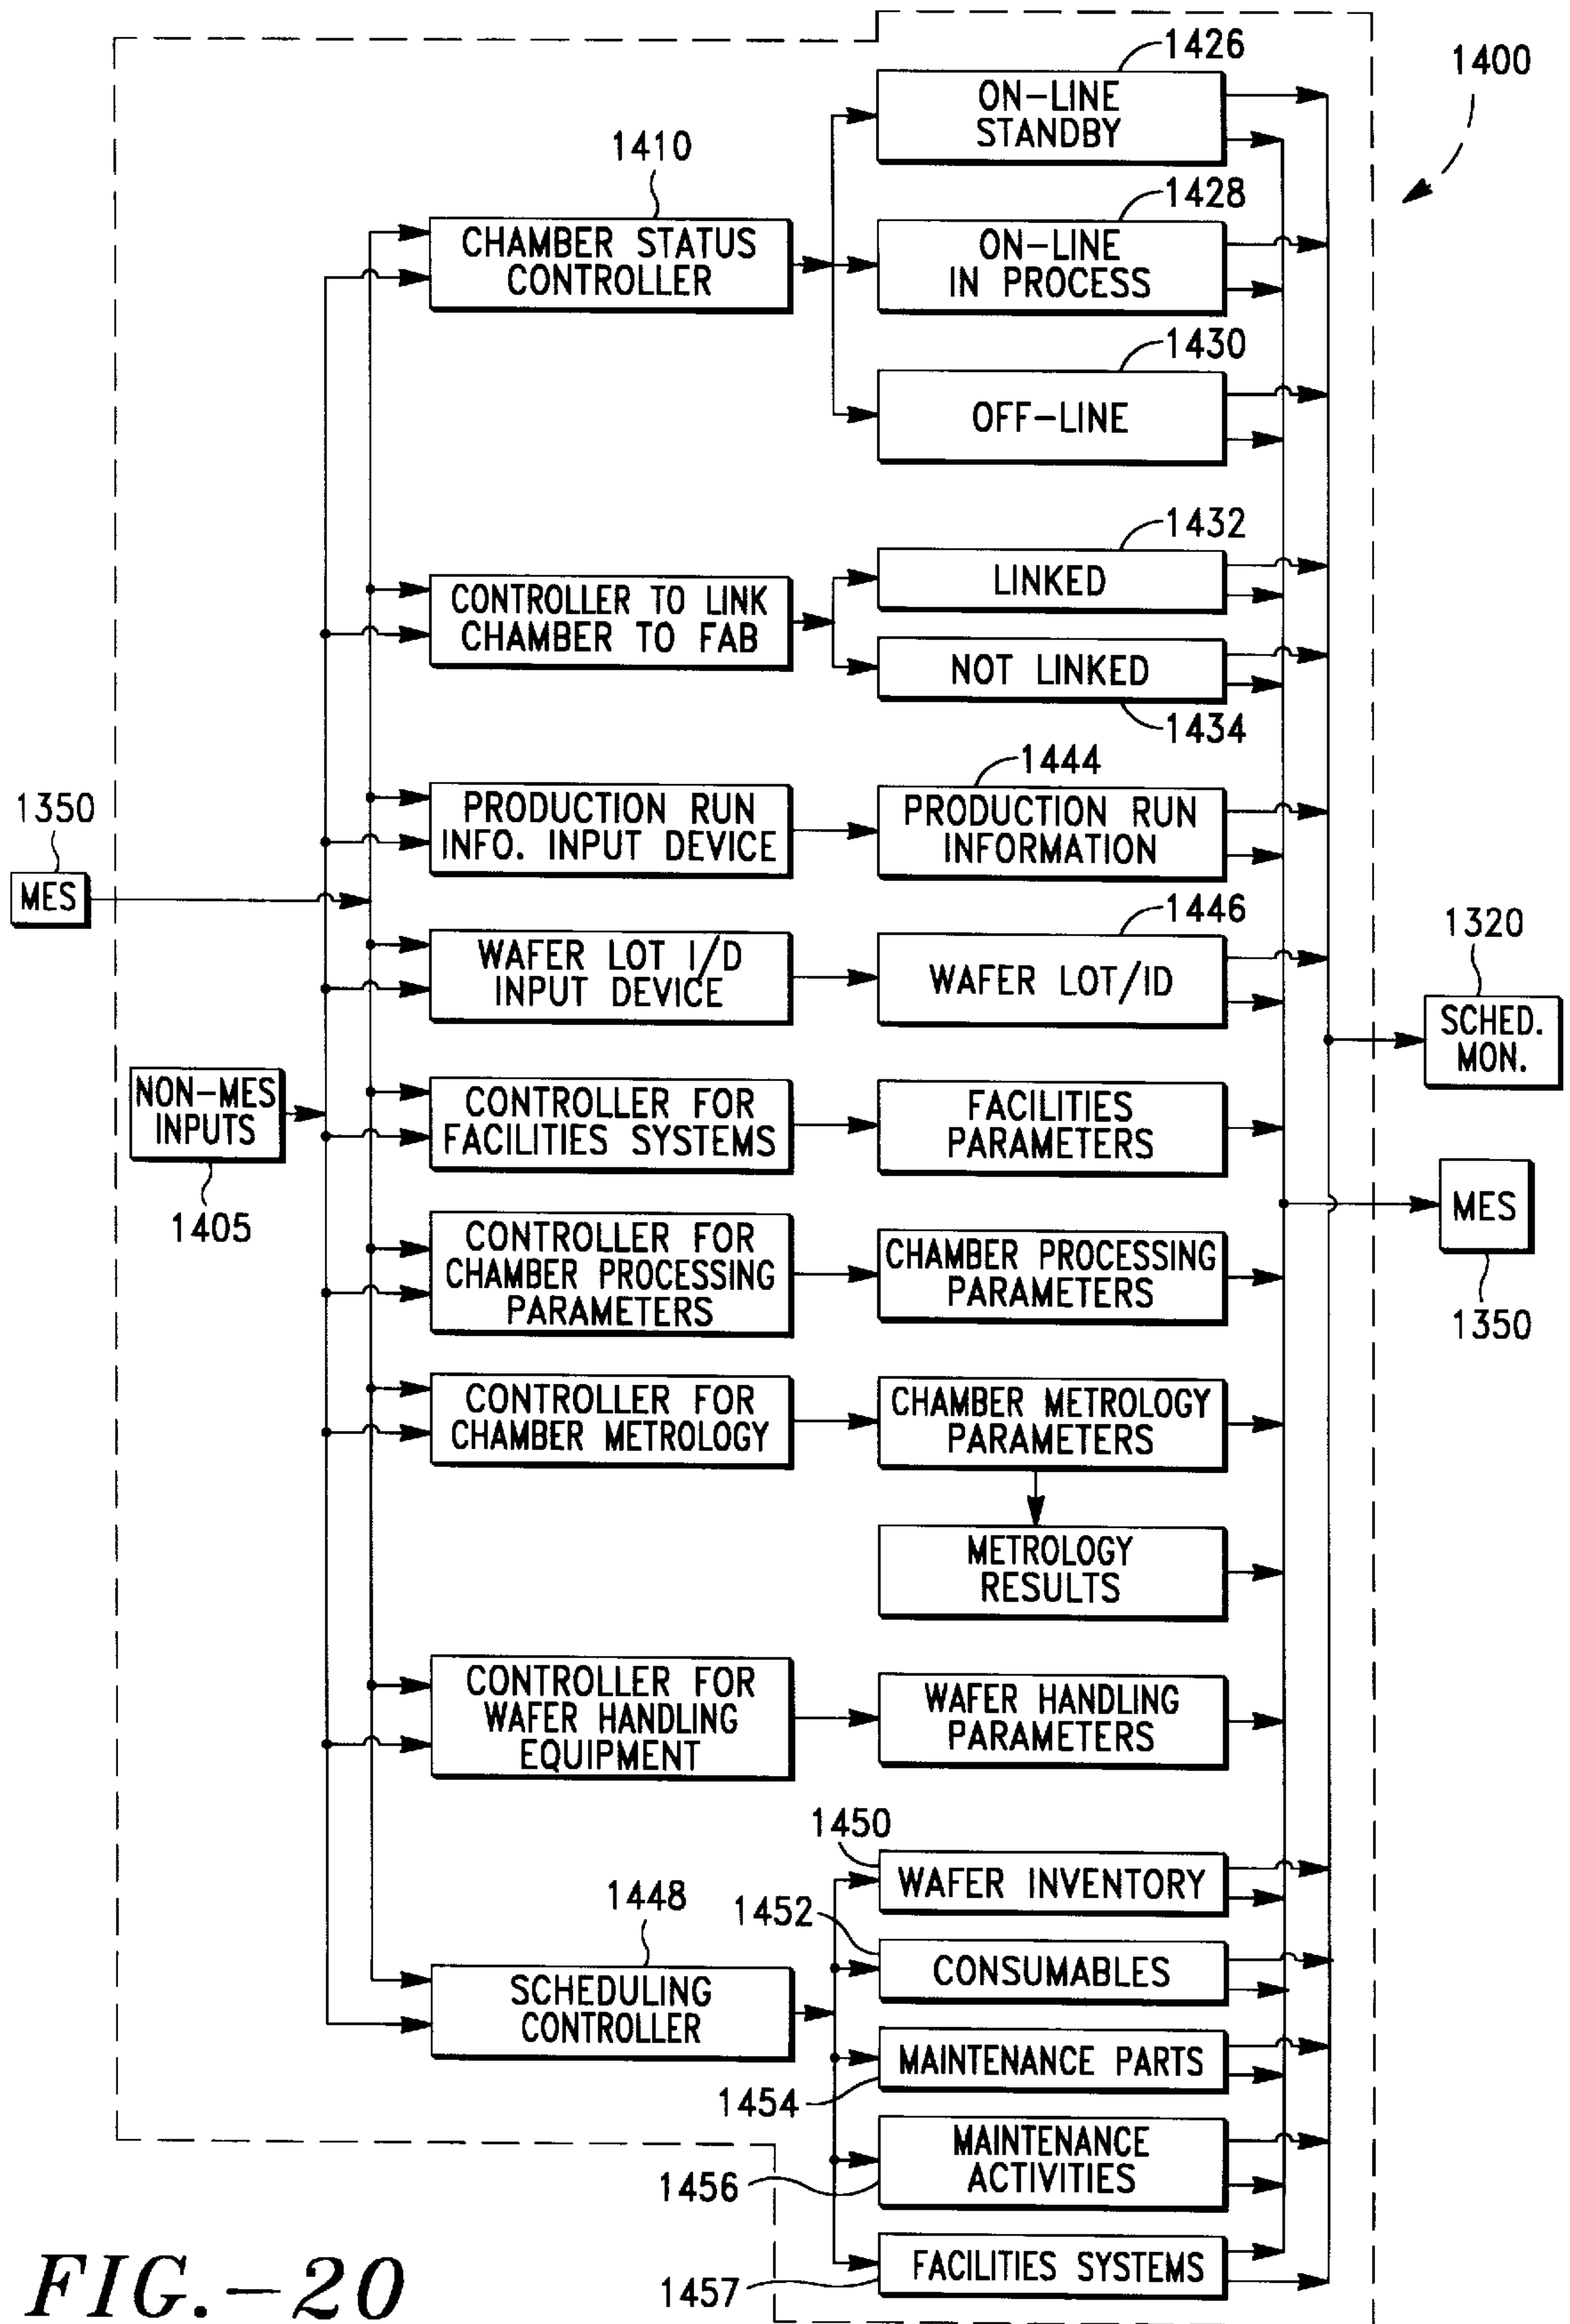 1426
1400
ON-LINE
STANDBY
1410
1428
CHAMBER STATUS
CONTROLLER
ON-LINE
IN PROCESS
1430
OFF-LINE
1432
CONTROLLER TO LINK
CHAMBER TO FAB
LINKED
NOT LINKED
1434
1444
1350
MES
PRODUCTION RUN
INFO. INPUT DEVICE
PRODUCTION RUN
INFORMATION
1446
WAFER LOT I/D
INPUT DEVICE
WAFER LOT/ID
1320
SCHED.
MON.
NON-MES
INPUTS
1405
CONTROLLER FOR
FACILITIES SYSTEMS
FACILITIES
PARAMETERS
MES
1350
CONTROLLER FOR
CHAMBER PROCESSING
PARAMETERS
CHAMBER PROCESSING
PARAMETERS
CONTROLLER FOR
CHAMBER METROLOGY
CHAMBER METROLOGY
PARAMETERS
METROLOGY
RESULTS
CONTROLLER FOR
WAFER HANDLING
EQUIPMENT
WAFER HANDLING
PARAMETERS
1450
WAFER INVENTORY
1448
1452
SCHEDULING
CONTROLLER
CONSUMABLES
MAINTENANCE PARTS
1454
MAINTENANCE
ACTIVITIES
1456
FACILITIES SYSTEMS
1457
FIG.-20